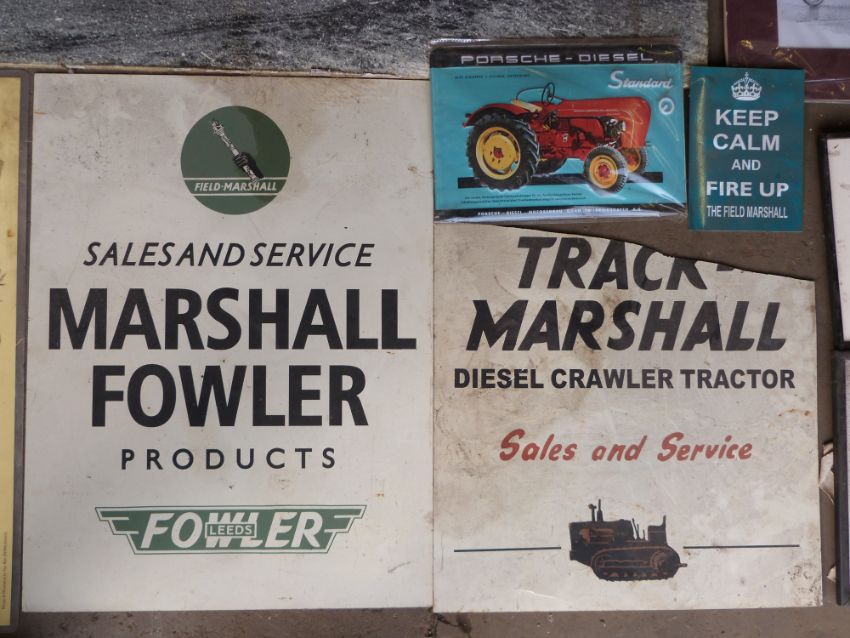 FIELD-MARSHALL
SALES AND SERVICE
MARSHALL
FOWLER
PRODUCTS
FOWLER
LEEDS
PORSCHE-DIESEL
Standard
KEEP
CALM
AND
FIRE UP
THE FIELD MARSHALL
TRACK-
MARSHALL
DIESEL CRAWLER TRACTOR
Sales and Service